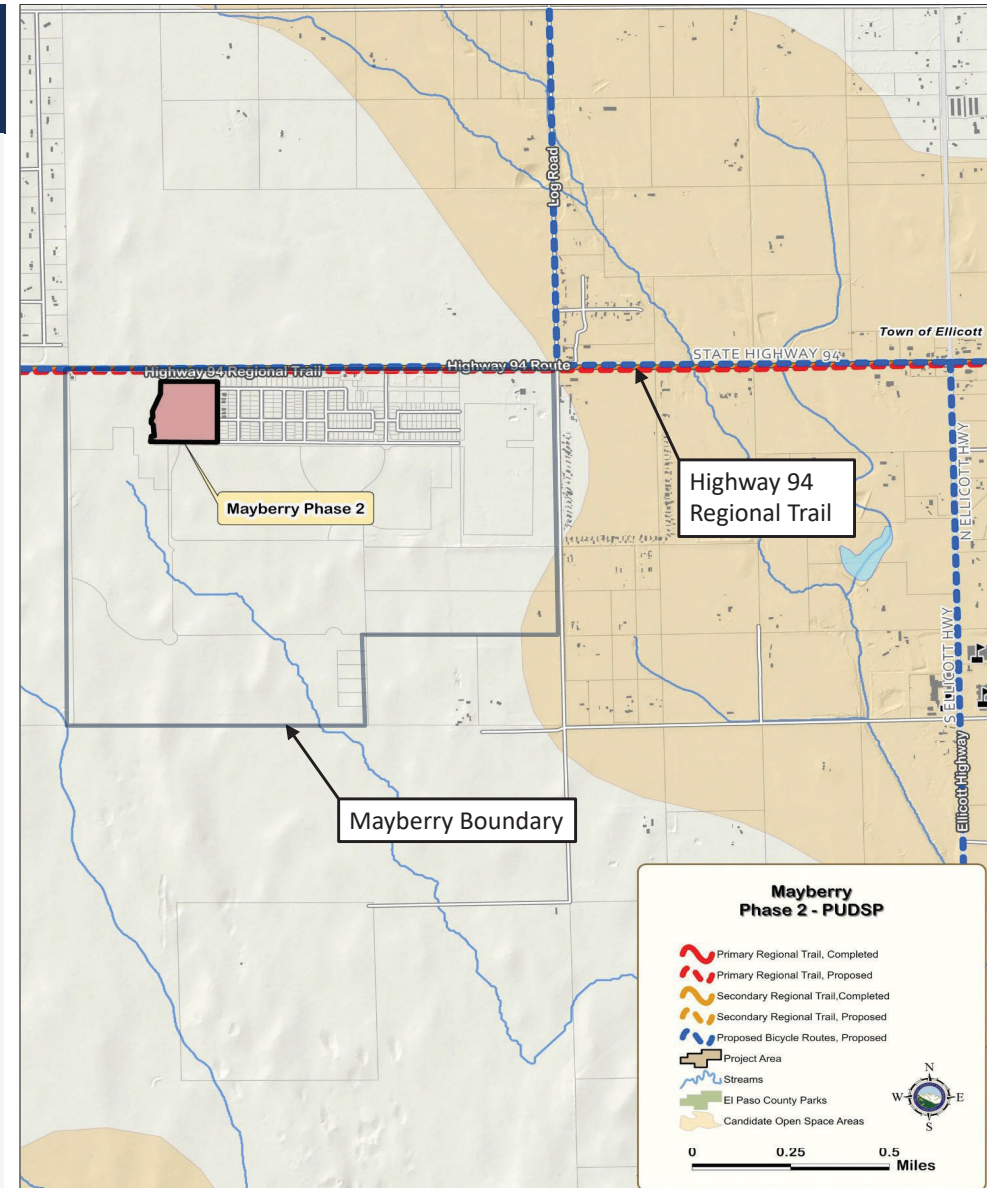 Log Road
Town of Ellicott
STATE HIGHWAY 94
Highway 94 Route
Highway 94 Regional Trail
Mayberry Phase 2
Highway 94
Regional Trail
N ELLICOTT HWY
S ELLICOTT HWY
Ellicott Highway
Mayberry Boundary
Mayberry
Phase 2 - PUDSP
Primary Regional Trail, Completed
Primary Regional Trail, Proposed
Secondary Regional Trail,Completed
Secondary Regional Trail, Proposed
Proposed Bicycle Routes, Proposed
Project Area
Streams
El Paso County Parks
Candidate Open Space Areas
N
W E
S
0 0.25 0.5
Miles